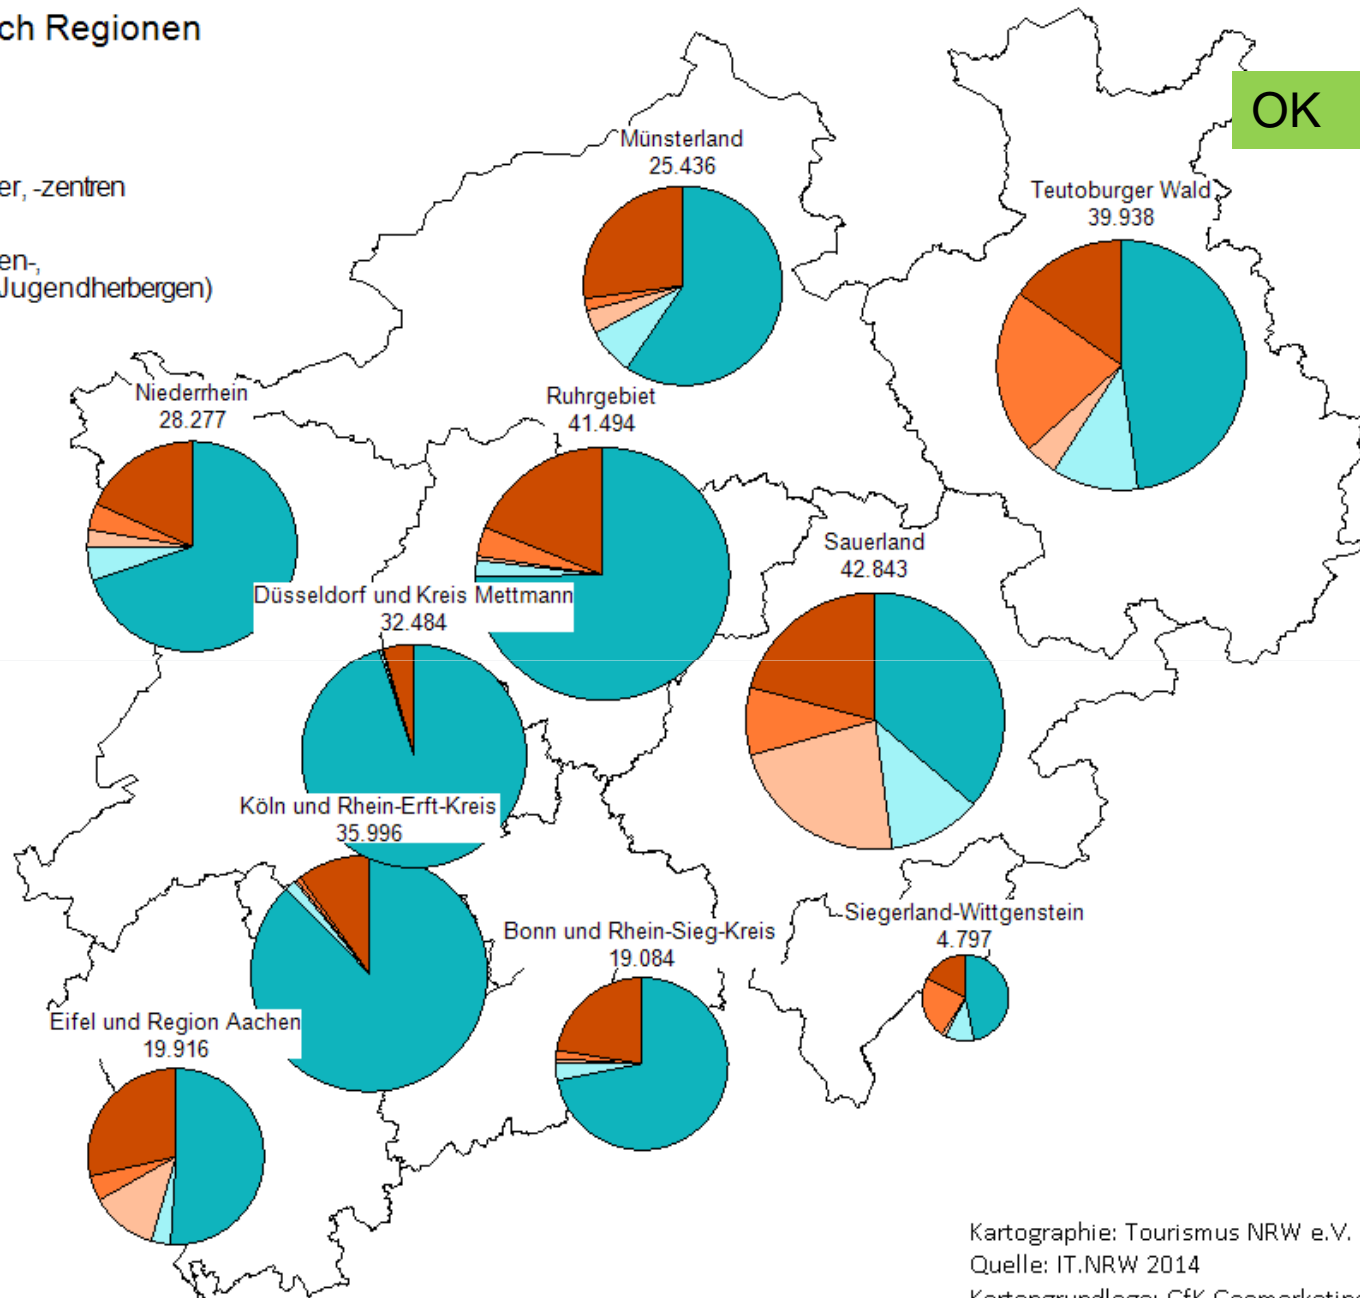 ch Regionen
OK
er, -zentren
en-,
Jugendherbergen)
Münsterland
25.436
Teutoburger Wald
39.938
Niederrhein
28.277
Ruhrgebiet
41.494
Sauerland
42.843
Düsseldorf und Kreis Mettmann
32.484
Köln und Rhein-Erft-Kreis
35.996
Siegerland-Wittgenstein
4.797
Bonn und Rhein-Sieg-Kreis
19.084
Eifel und Region Aachen
19.916
Kartographie: Tourismus NRW e.V.
Quelle: IT.NRW 2014
Kartengrundlage: GfK Geomarketing